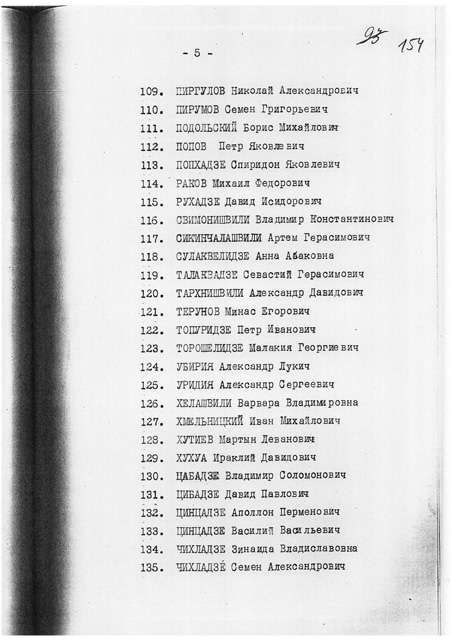 93 154
- 5 -
109. ПИРГУЛОВ Николай Александрович
110. ПИРУМОВ Семен Григорьевич
111. ПОДОЛЬСКИЙ Борис Михайлович
112. ПОПОВ Петр Яковлевич
113. ПОПХАДЗЕ Спиридон Яковлевич
114. РАКОВ Михаил Федорович
115. РУХАДЗЕ Давид Исидорович
116. СВИМОНИШВИЛИ Владимир Константинович
117. СИКИНЧАЛАШВИЛИ Артем Герасимович
118. СУЛАКВЕЛИДЗЕ Анна Абаковна
119. ТАЛАКВАДЗЕ Севастий Герасимович
120. ТАРХНИШВИЛИ Александр Давидович
121. ТЕРУНОВ Минас Егорович
122. ТОПУРИДЗЕ Петр Иванович
123. ТОРОШЕЛИДЗЕ Малакия Георгиевич
124. УБИРИЯ Александр Лукич
125. УРИДИЯ Александр Сергеевич
126. ХЕЛАШВИЛИ Варвара Владимировна
127. ХМЕЛЬНИЦКИЙ Иван Михайлович
128. ХУТИЕВ Мартын Леванович
129. ХУХУА Ираклий Давидович
130. ЦАБАДЗЕ Владимир Соломонович
131. ЦИБАДЗЕ Давид Павлович
132. ЦИНЦАДЗЕ Аполлон Перменович
133. ЦИНЦАДЗЕ Василий Васильевич
134. ЧИХЛАДЗЕ Зинаида Владиславовна
135. ЧИХЛАДЗЕ Семен Александрович